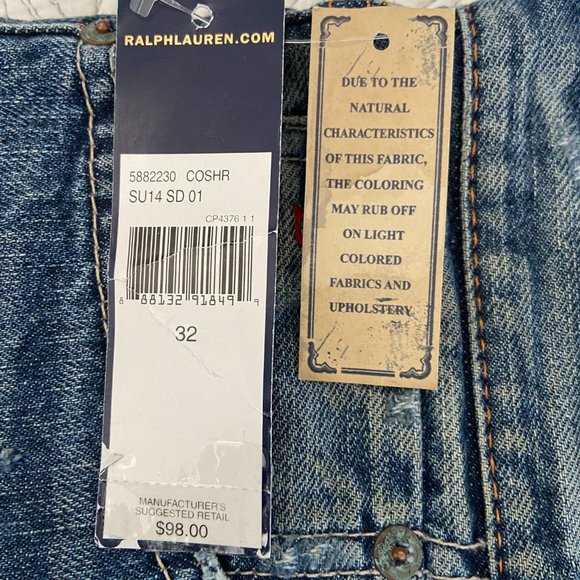 RALPHLAUREN.COM
5882230 COSHR
SU14 SD 01
CP4376 1 1
8 88132 91849 9
32
MANUFACTURER'S
SUGGESTED RETAIL
$98.00
DUE TO THE
NATURAL
CHARACTERISTICS
OF THIS FABRIC,
THE COLORING
MAY RUB OFF
ON LIGHT
COLORED
FABRICS AND
UPHOLSTERY